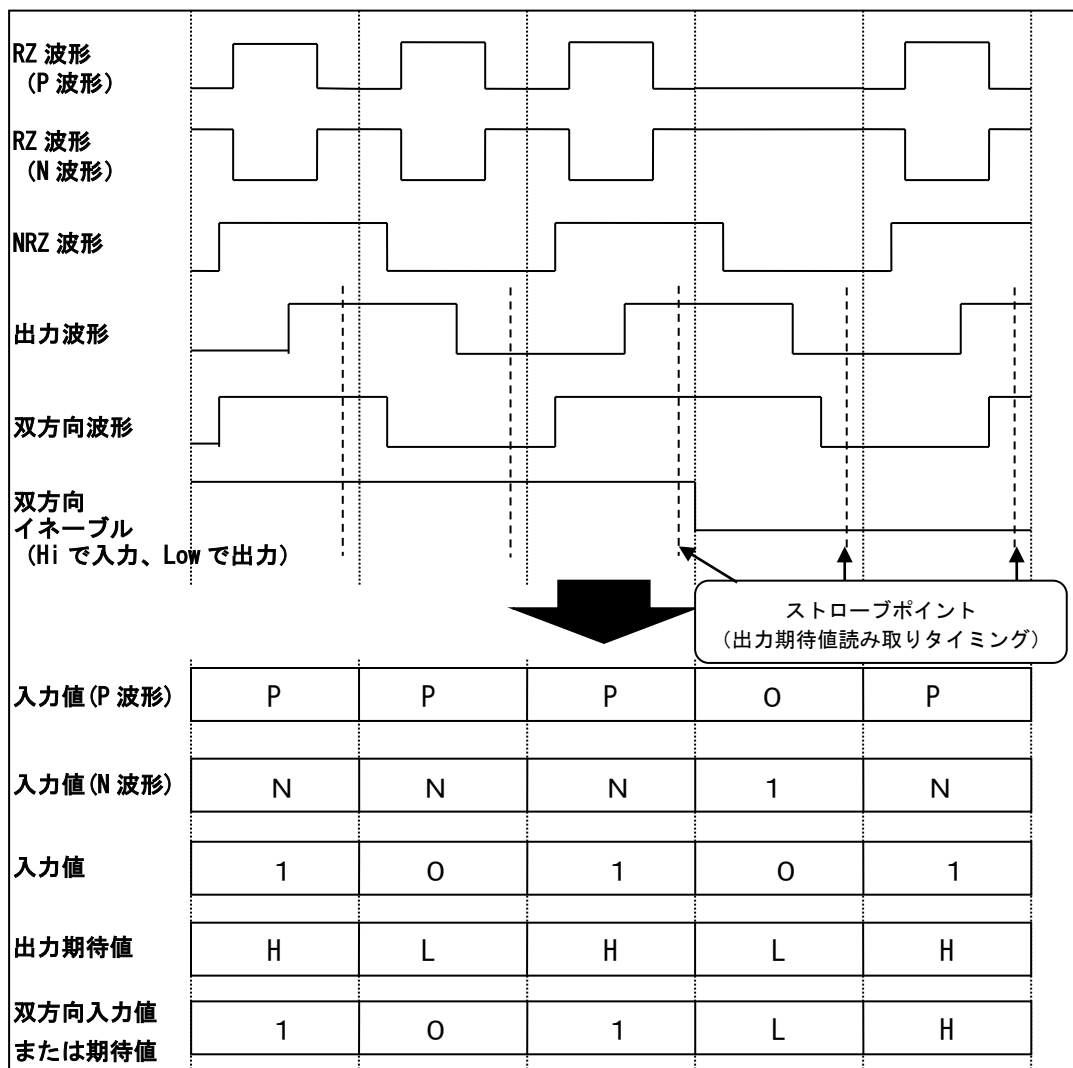 RZ 波形
（P 波形）
RZ 波形
（N 波形）
NRZ 波形
出力波形
双方向波形
双方向
イネーブル
（Hi で入力、Low で出力）
ストローブポイント
（出力期待値読み取りタイミング）
入力値(P 波形) P P P 0 P
入力値(N 波形) N N N 1 N
入力値 1 0 1 0 1
出力期待値 H L H L H
双方向入力値
または期待値 1 0 1 L H